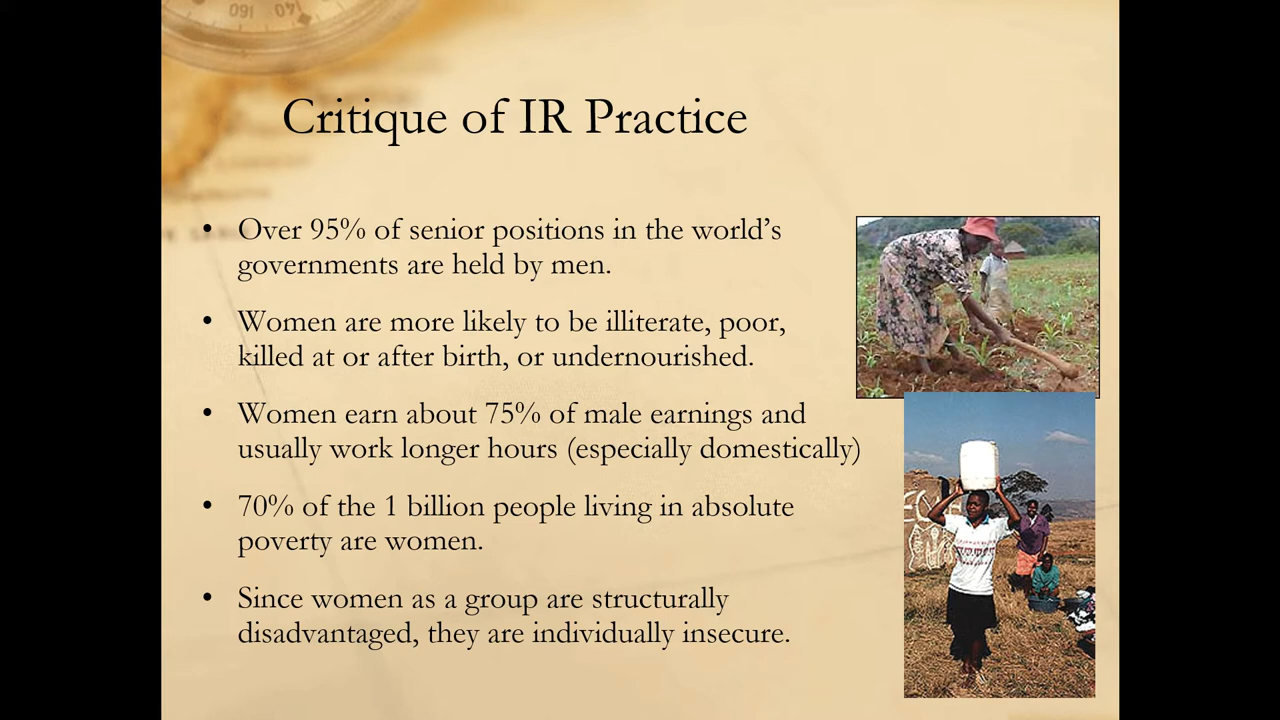 160
40
Critique of IR Practice
• Over 95% of senior positions in the world's
governments are held by men.
• Women are more likely to be illiterate, poor,
killed at or after birth, or undernourished.
• Women earn about 75% of male earnings and
usually work longer hours (especially domestically)
• 70% of the 1 billion people living in absolute
poverty are women.
• Since women as a group are structurally
disadvantaged, they are individually insecure.